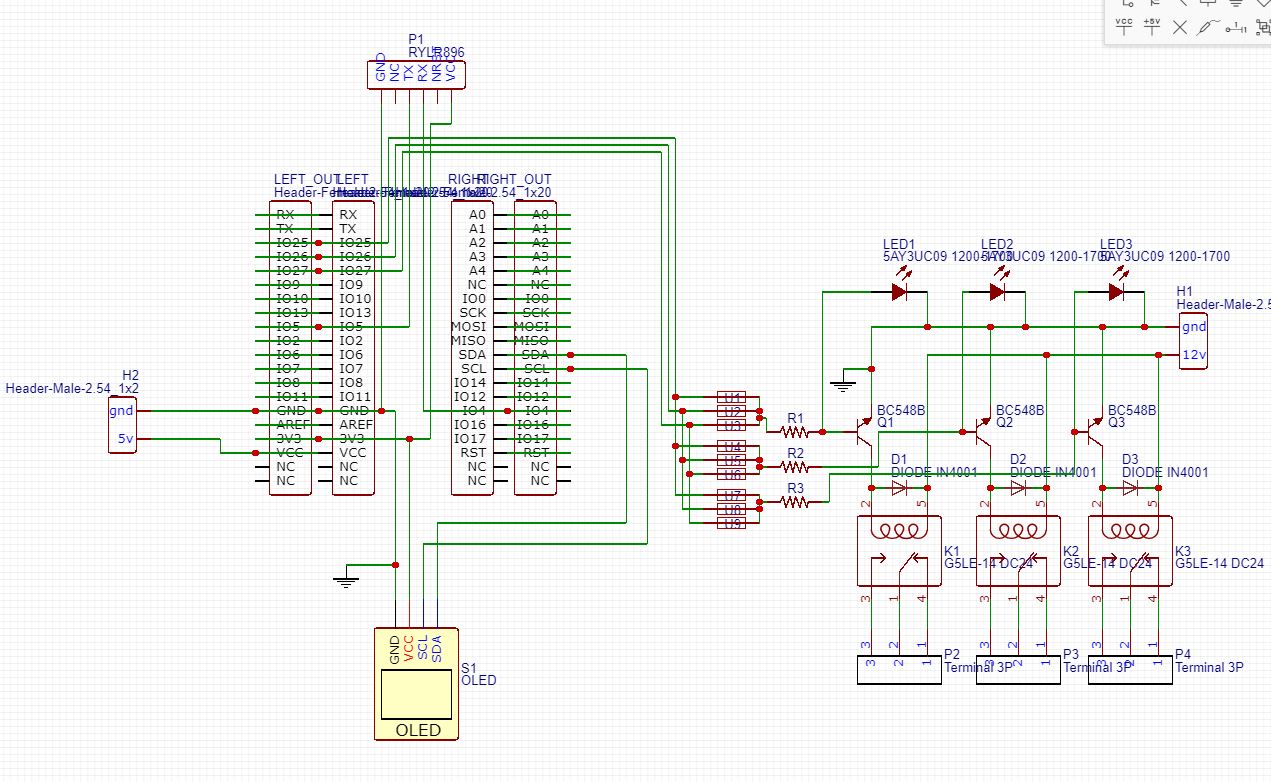 VCC
+5V
P1
RYLR896
GND
NC
TX
RX
LEFT_OUT
LEFT
RIGHT
RIGHT_OUT
2.54_1x20
RX
TX
IO25
IO26
IO27
IO9
IO10
IO13
IO5
IO2
IO6
IO7
IO8
IO11
GND
AREF
3V3
VCC
NC
NC
RX
TX
IO25
IO26
IO27
IO9
IO10
IO13
IO5
IO2
IO6
IO7
IO8
IO11
GND
AREF
3V3
VCC
NC
NC
A0
A1
A2
A3
A4
NC
IO0
SCK
MOSI
MISO
SDA
SCL
IO14
IO12
IO4
IO16
IO17
RST
NC
NC
A0
A1
A2
A3
A4
NC
IO0
SCK
MOSI
MISO
SDA
SCL
IO14
IO12
IO4
IO16
IO17
RST
NC
NC
H2
Header-Male-2.54_1x2
gnd
5v
U1
U2
U3
U4
U5
U6
U7
U8
U9
R1
R2
R3
LED1
5AY3UC09 1200-1700
LED2
5AY3UC09 1200-1700
LED3
5AY3UC09 1200-1700
H1
Header-Male-2.5
gnd
12v
BC548B
Q1
BC548B
Q2
BC548B
Q3
D1
DIODE IN4001
D2
DIODE IN4001
D3
DIODE IN4001
2
5
2
5
2
5
K1
G5LE-14 DC24
K2
G5LE-14 DC24
K3
G5LE-14 DC24
3
1
4
3
1
4
3
1
4
3
2
1
3
2
1
3
2
1
P2
Terminal 3P
P3
Terminal 3P
P4
Terminal 3P
3
2
1
3
2
1
3
2
1
GND
VCC
SCL
SDA
S1
OLED
OLED